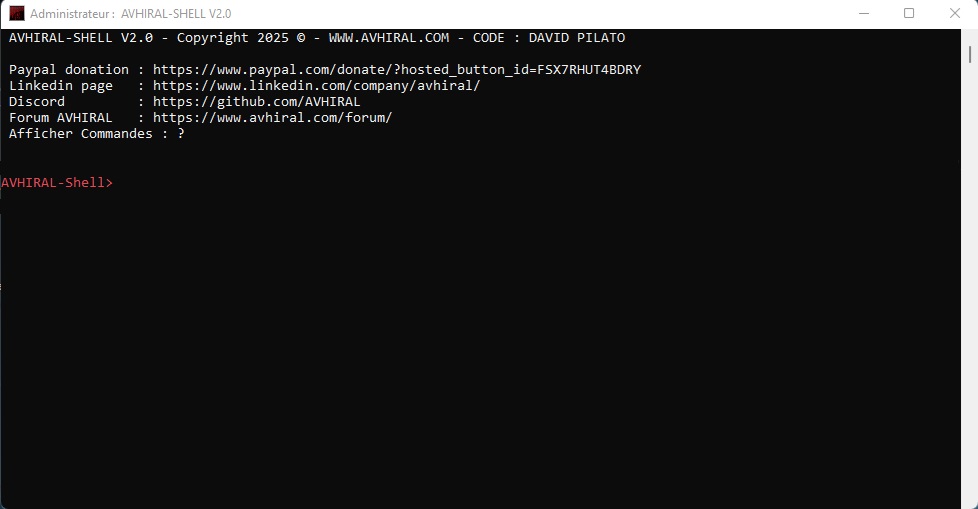 Administrateur : AVHIRAL-SHELL V2.0
AVHIRAL-SHELL V2.0 - Copyright 2025 © - WWW.AVHIRAL.COM - CODE : DAVID PILATO
Paypal donation : https://www.paypal.com/donate/?hosted_button_id=FSX7RHUT4BDRY
Linkedin page   : https://www.linkedin.com/company/avhiral/
Discord         : https://github.com/AVHIRAL
Forum AVHIRAL   : https://www.avhiral.com/forum/
Afficher Commandes : ?
AVHIRAL-Shell>